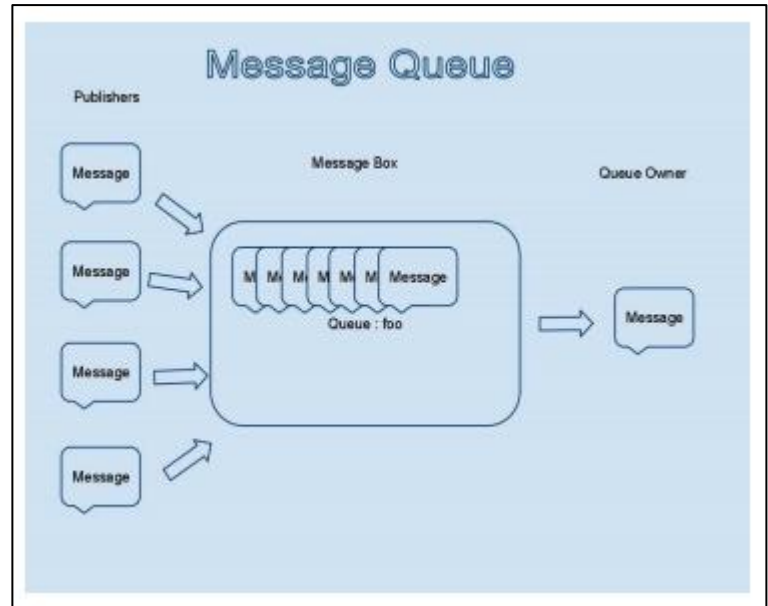 Message Queue
Publishers
Message Box
Queue Owner
Message
Message
Message
Message
M M M M M M Message
Queue : foo
Message